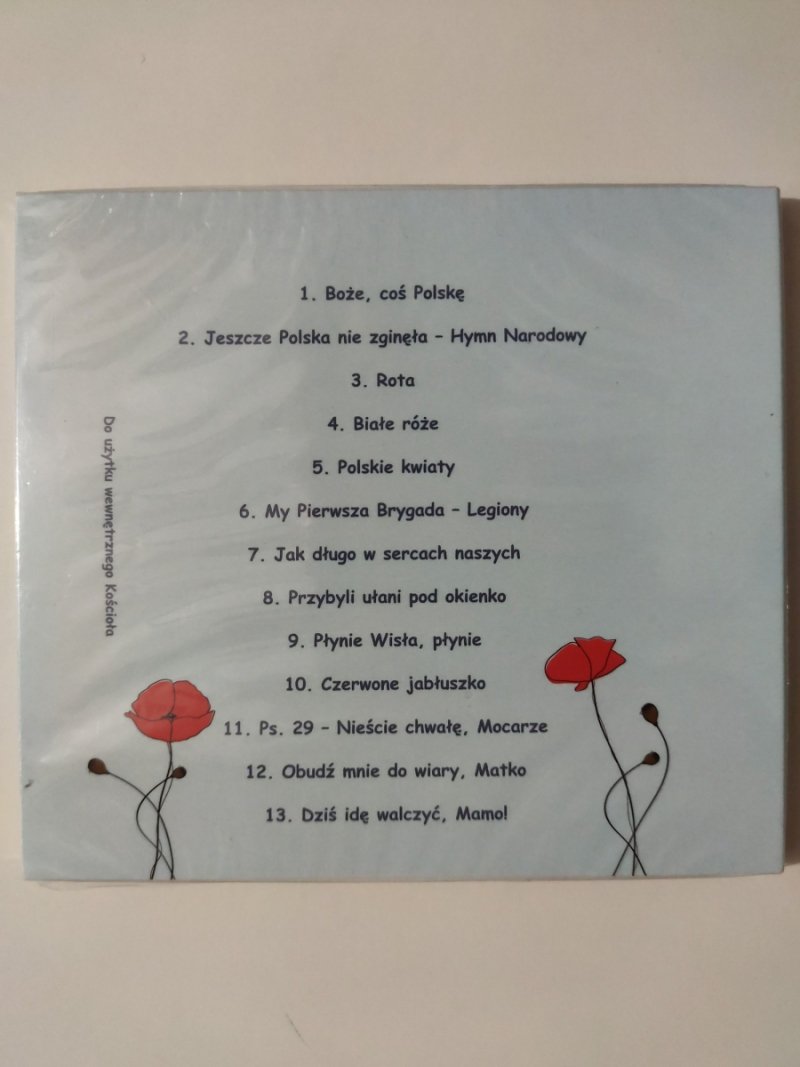 1. Boże, coś Polskę
2. Jeszcze Polska nie zginęła – Hymn Narodowy
3. Rota
4. Białe róże
5. Polskie kwiaty
6. My Pierwsza Brygada – Legiony
7. Jak długo w sercach naszych
8. Przybyli ułani pod okienko
9. Płynie Wisła, płynie
10. Czerwone jabłuszko
11. Ps. 29 – Nieście chwałę, Mocarze
12. Obudź mnie do wiary, Matko
13. Dziś idę walczyć, Mamo!
Do użytku wewnętrznego Kościoła